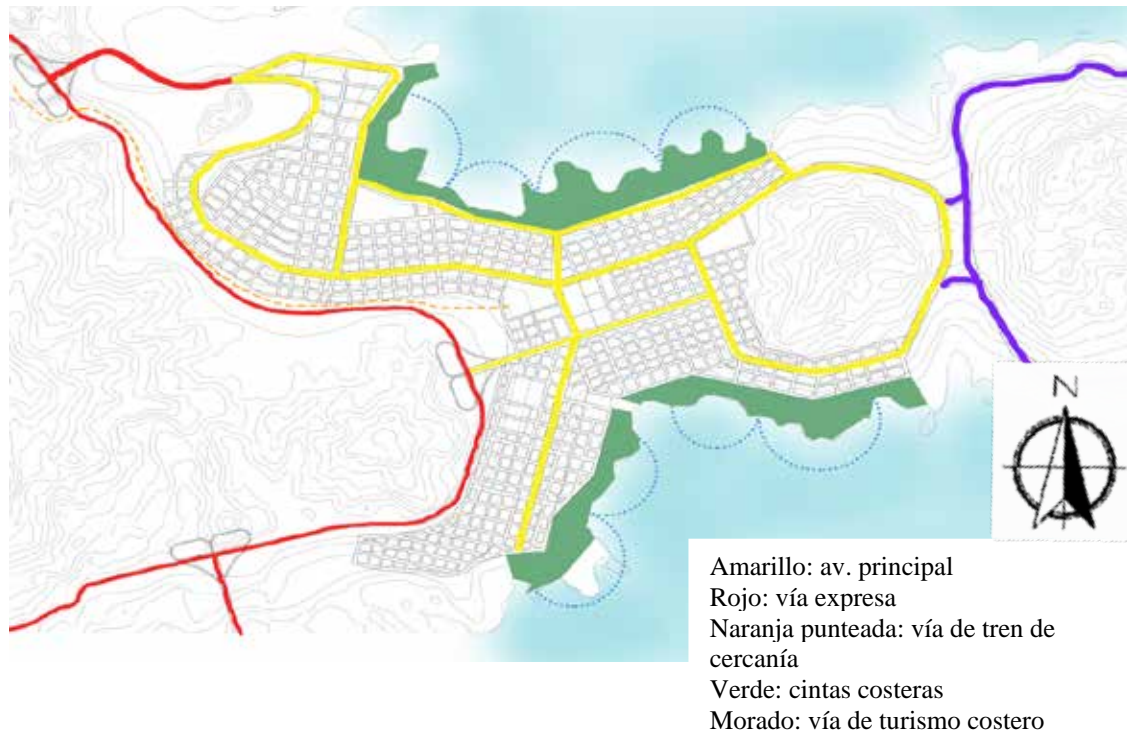 N
Amarillo: av. principal
Rojo: vía expresa
Naranja punteada: vía de tren de
cercanía
Verde: cintas costeras
Morado: vía de turismo costero